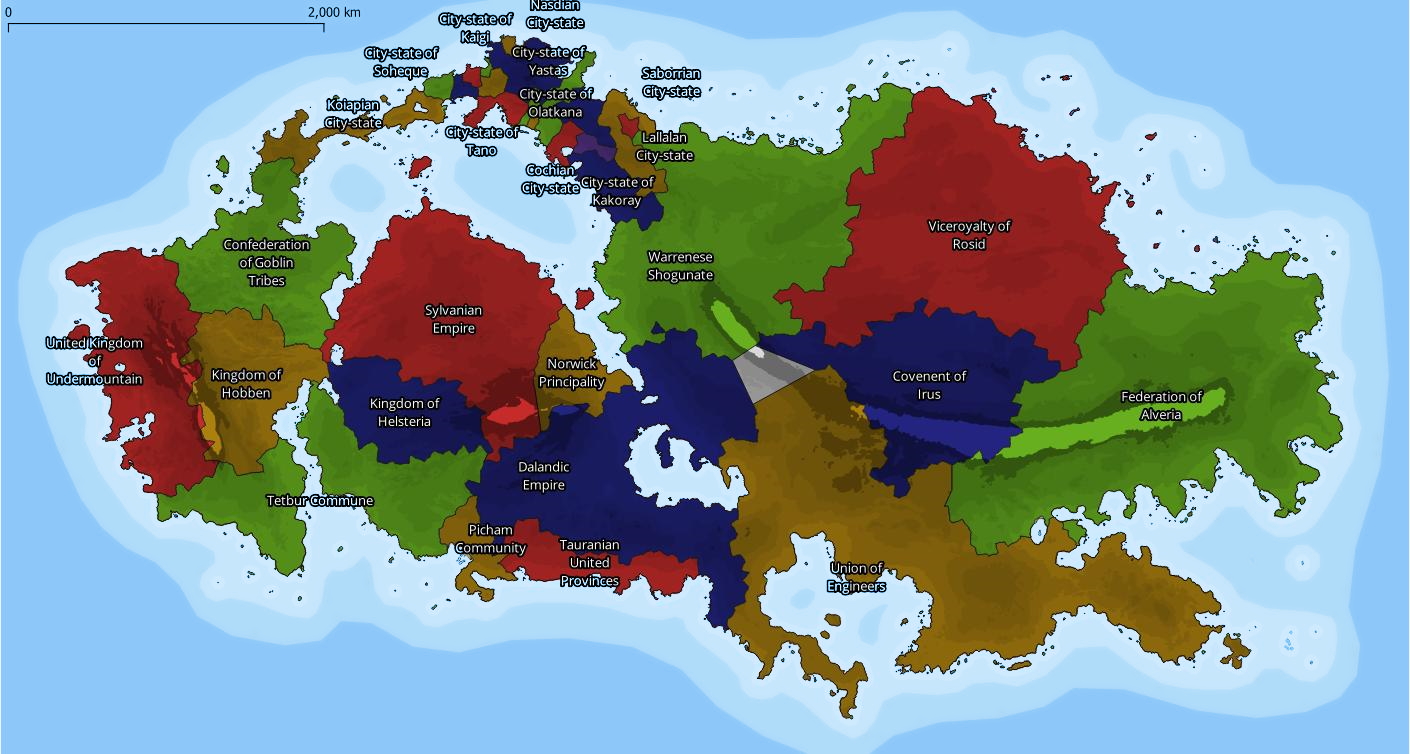 0
2,000 km
Nasdian
City-state
City-state of
Kaigi
City-state of
Soheque
City-state of
Yastas
Saborrian
City-state
Koiapian
City-state
City-state of
Olatkana
City-state of
Tano
Lallalan
City-state
Cochian
City-state
City-state of
Kakoray
Confederation
of Goblin
Tribes
Warrenese
Shogunate
Viceroyalty of
Rosid
Sylvanian
Empire
United Kingdom
of
Undermountain
Kingdom of
Hobben
Norwick
Principality
Kingdom of
Helsteria
Covenent of
Irus
Federation of
Alveria
Dalandic
Empire
Tetbur Commune
Picham
Community
Tauranian
United
Provinces
Union of
Engineers